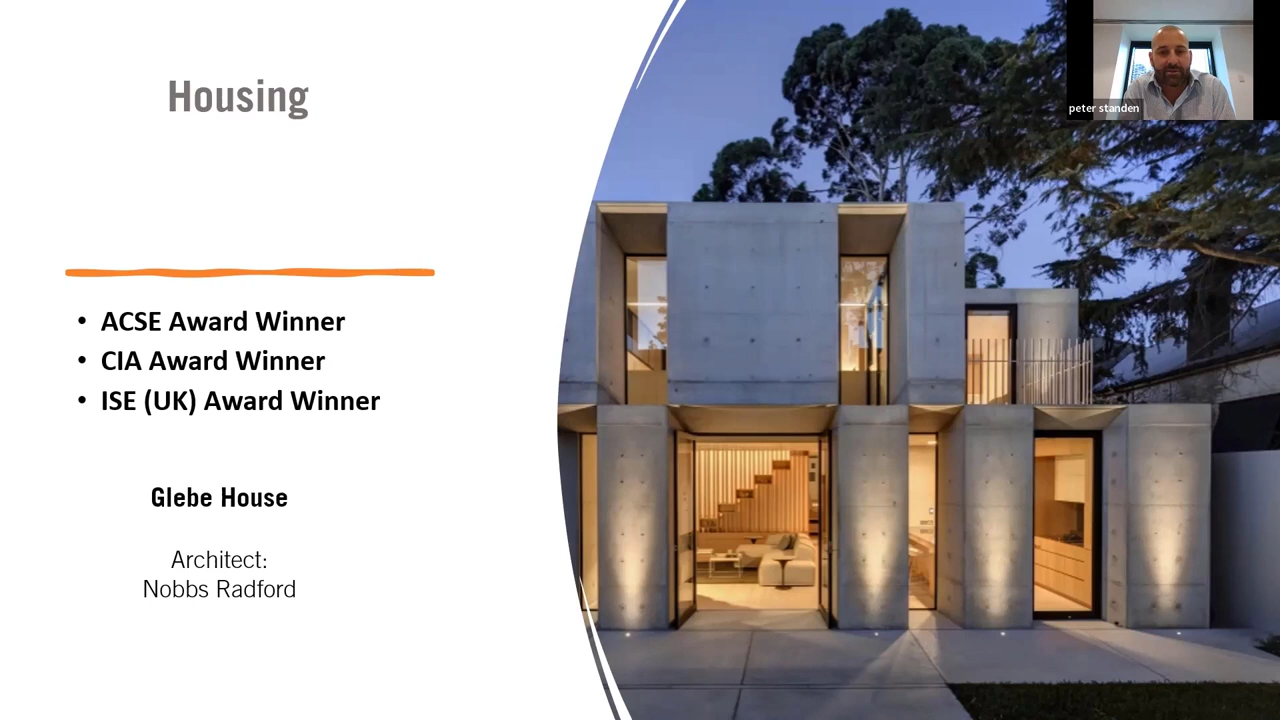 Housing
peter standen
• ACSE Award Winner
• CIA Award Winner
• ISE (UK) Award Winner
Glebe House
Architect:
Nobbs Radford